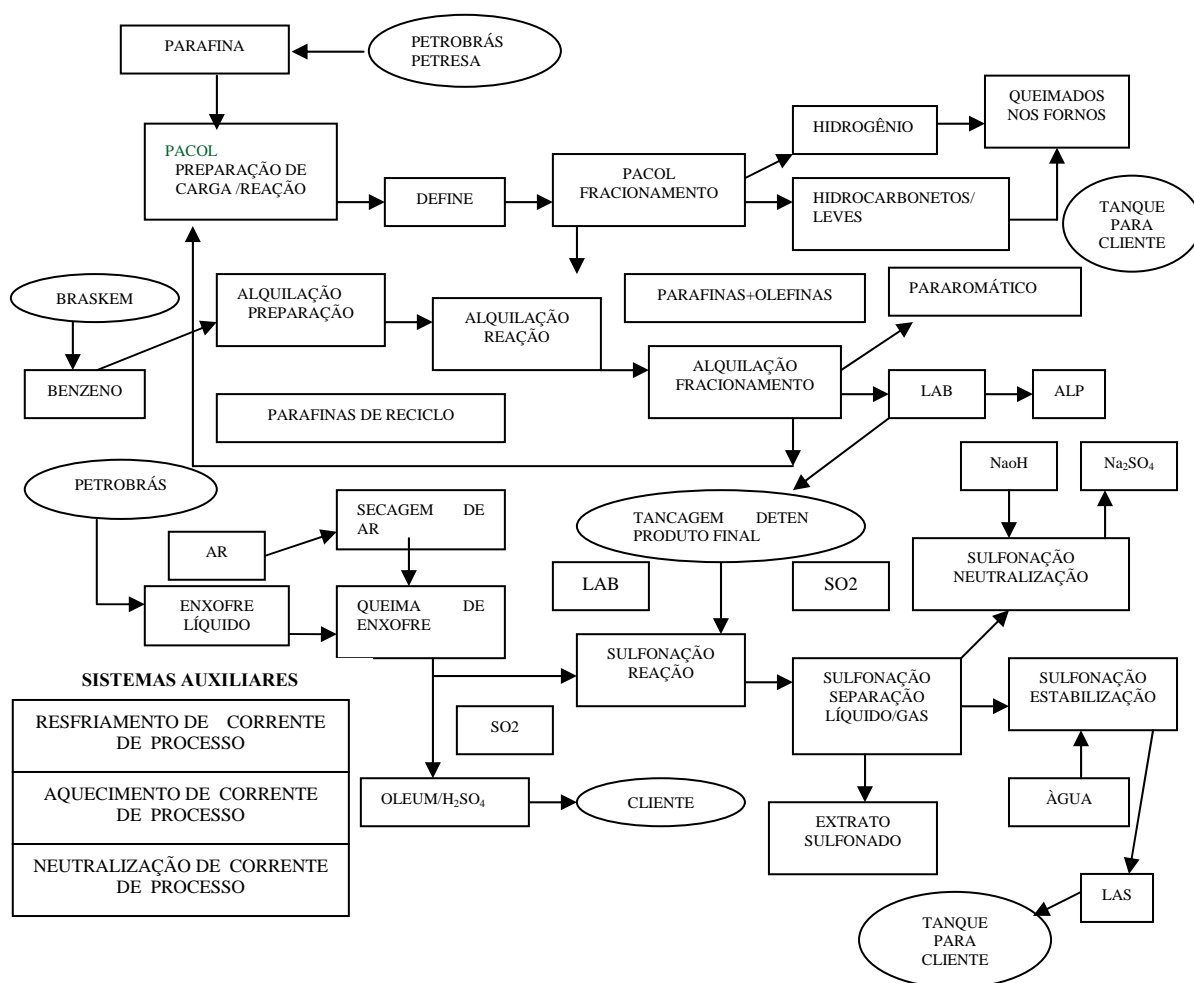 PARAFINA
PETROBRÁS
PETRESA
QUEIMADOS
NOS FORNOS
HIDROGÊNIO
PACOL
PREPARAÇÃO DE
CARGA /REAÇÃO
DEFINE
PACOL
FRACIONAMENTO
HIDROCARBONETOS/
LEVES
TANQUE
PARA
CLIENTE
BRASKEM
ALQUILAÇÃO
PREPARAÇÃO
ALQUILAÇÃO
REAÇÃO
PARAFINAS+OLEFINAS
PARAROMÁTICO
BENZENO
ALQUILAÇÃO
FRACIONAMENTO
LAB
ALP
PARAFINAS DE RECICLO
PETROBRÁS
NaoH
Na₂SO₄
SECAGEM DE
AR
AR
TANCAGEM DETEN
PRODUTO FINAL
SULFONAÇÃO
NEUTRALIZAÇÃO
LAB
SO2
ENXOFRE
LÍQUIDO
QUEIMA DE
ENXOFRE
SULFONAÇÃO
REAÇÃO
SULFONAÇÃO
SEPARAÇÃO
LÍQUIDO/GAS
SULFONAÇÃO
ESTABILIZAÇÃO
SISTEMAS AUXILIARES
RESFRIAMENTO DE CORRENTE
DE PROCESSO
AQUECIMENTO DE CORRENTE
DE PROCESSO
NEUTRALIZAÇÃO DE CORRENTE
DE PROCESSO
SO2
OLEUM/H₂SO₄
CLIENTE
EXTRATO
SULFONADO
ÀGUA
LAS
TANQUE
PARA
CLIENTE